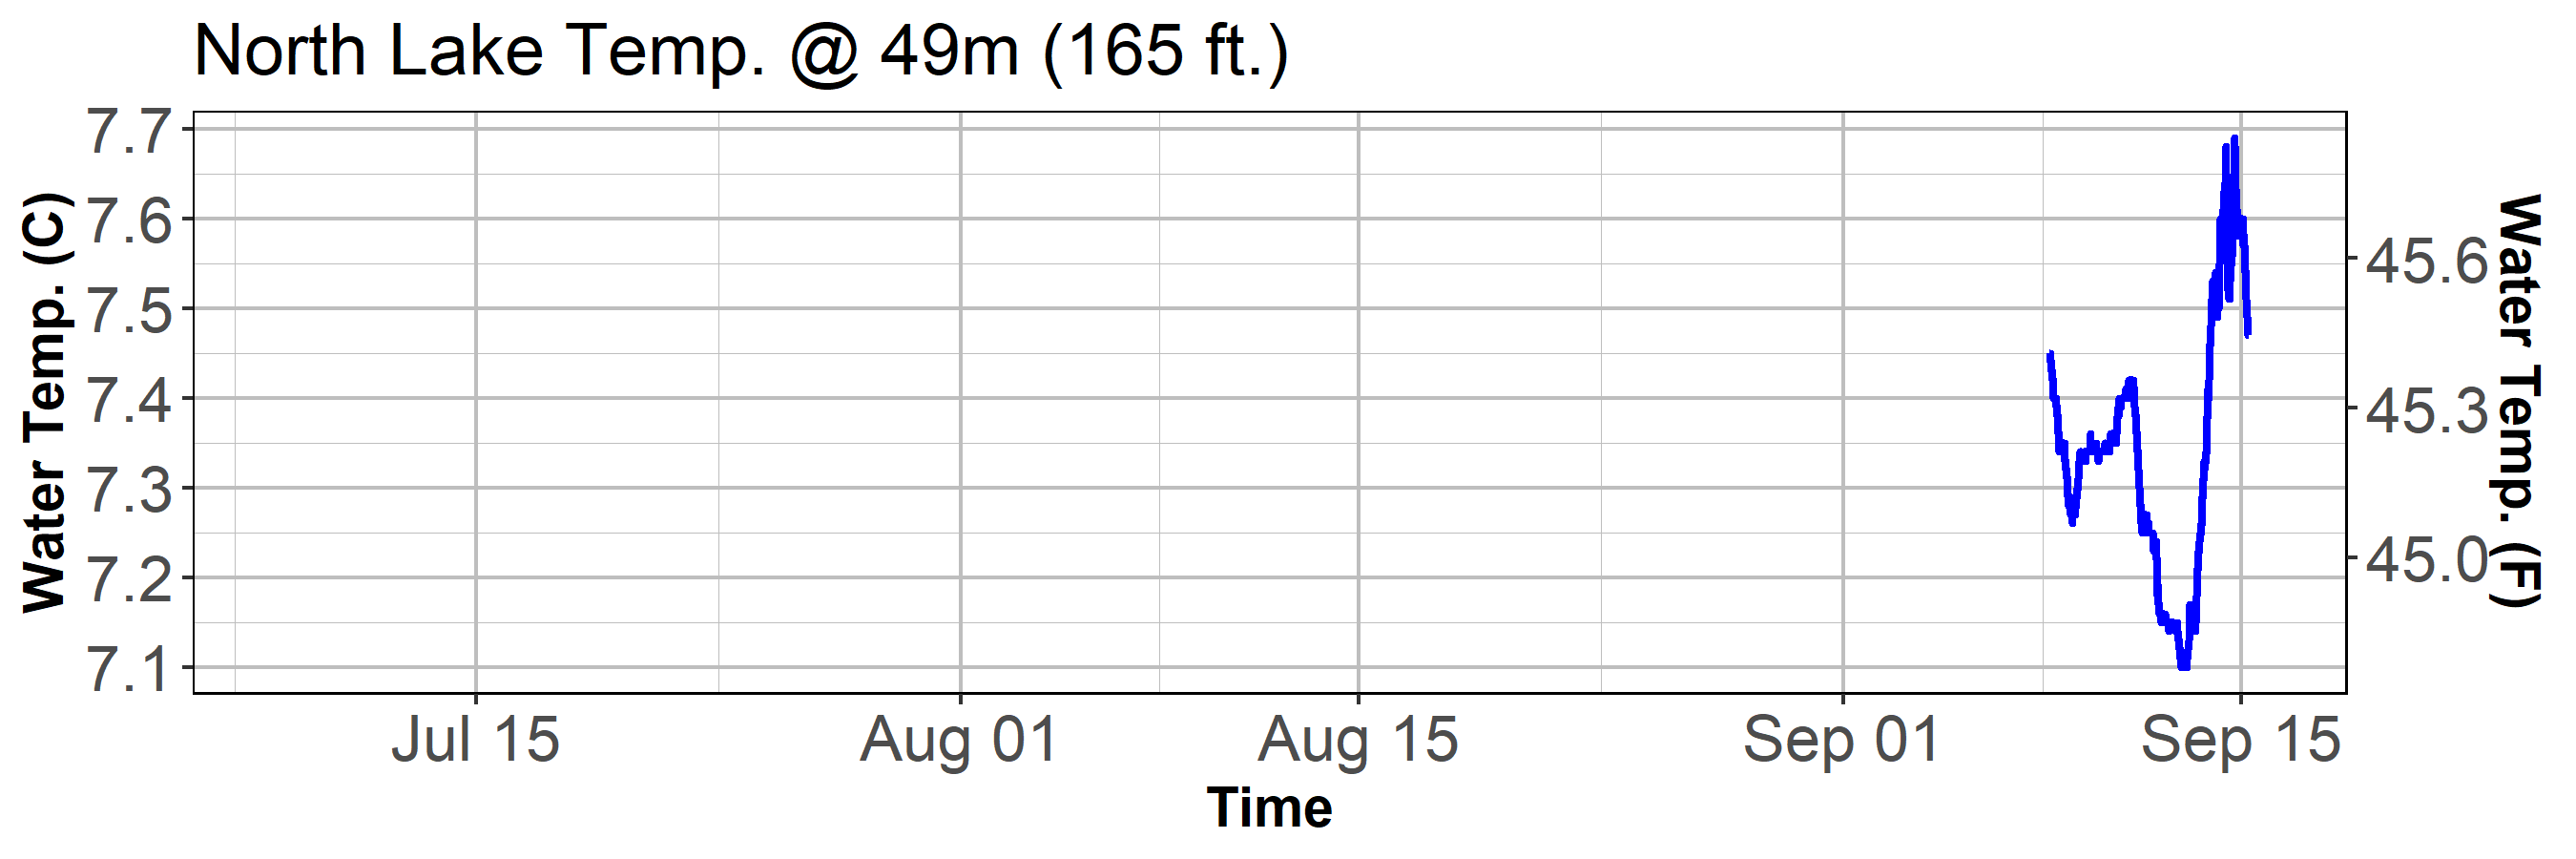 North Lake Temp. @ 49m (165 ft.)
7.7
7.6
7.5
7.4
7.3
7.2
7.1
Water Temp. (C)
45.6
45.3
45.0
Water Temp. (F)
Jul 15 Aug 01 Aug 15 Sep 01 Sep 15
Time